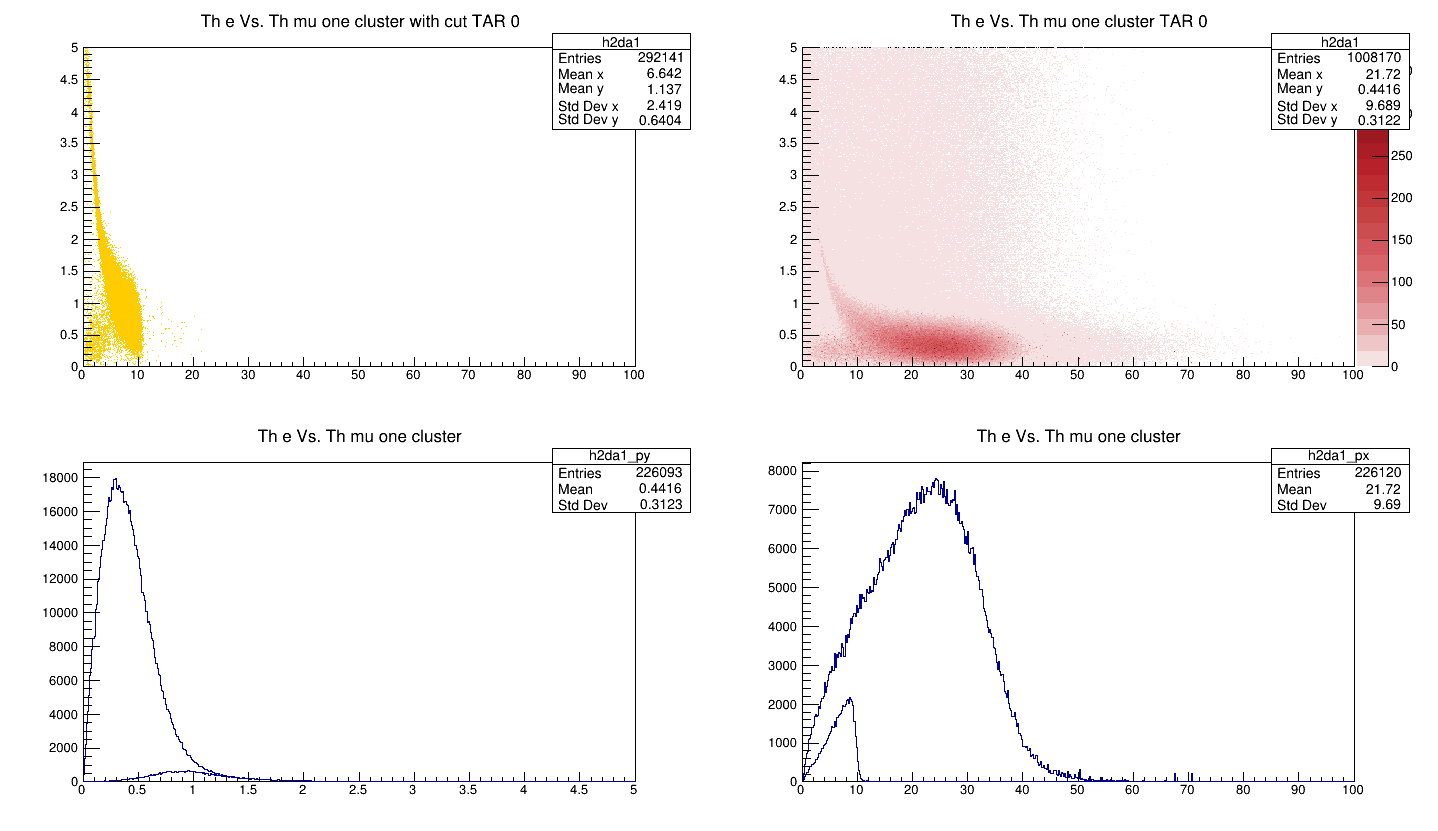 Th e Vs. Th mu one cluster with cut TAR 0
h2da1
Entries 292141
Mean x 6.642
Mean y 1.137
Std Dev x 2.419
Std Dev y 0.6404
5
4.5
4
3.5
3
2.5
2
1.5
1
0.5
0
0 10 20 30 40 50 60 70 80 90 100
Th e Vs. Th mu one cluster TAR 0
h2da1
Entries 1008170
Mean x 21.72
Mean y 0.4416
Std Dev x 9.689
Std Dev y 0.3122
5
4.5
4
3.5
3
2.5
2
1.5
1
0.5
0
0 10 20 30 40 50 60 70 80 90 100
250
200
150
100
50
0
Th e Vs. Th mu one cluster
h2da1_py
Entries 226093
Mean 0.4416
Std Dev 0.3123
18000
16000
14000
12000
10000
8000
6000
4000
2000
0
0 0.5 1 1.5 2 2.5 3 3.5 4 4.5 5
Th e Vs. Th mu one cluster
h2da1_px
Entries 226120
Mean 21.72
Std Dev 9.69
8000
7000
6000
5000
4000
3000
2000
1000
0
0 10 20 30 40 50 60 70 80 90 100